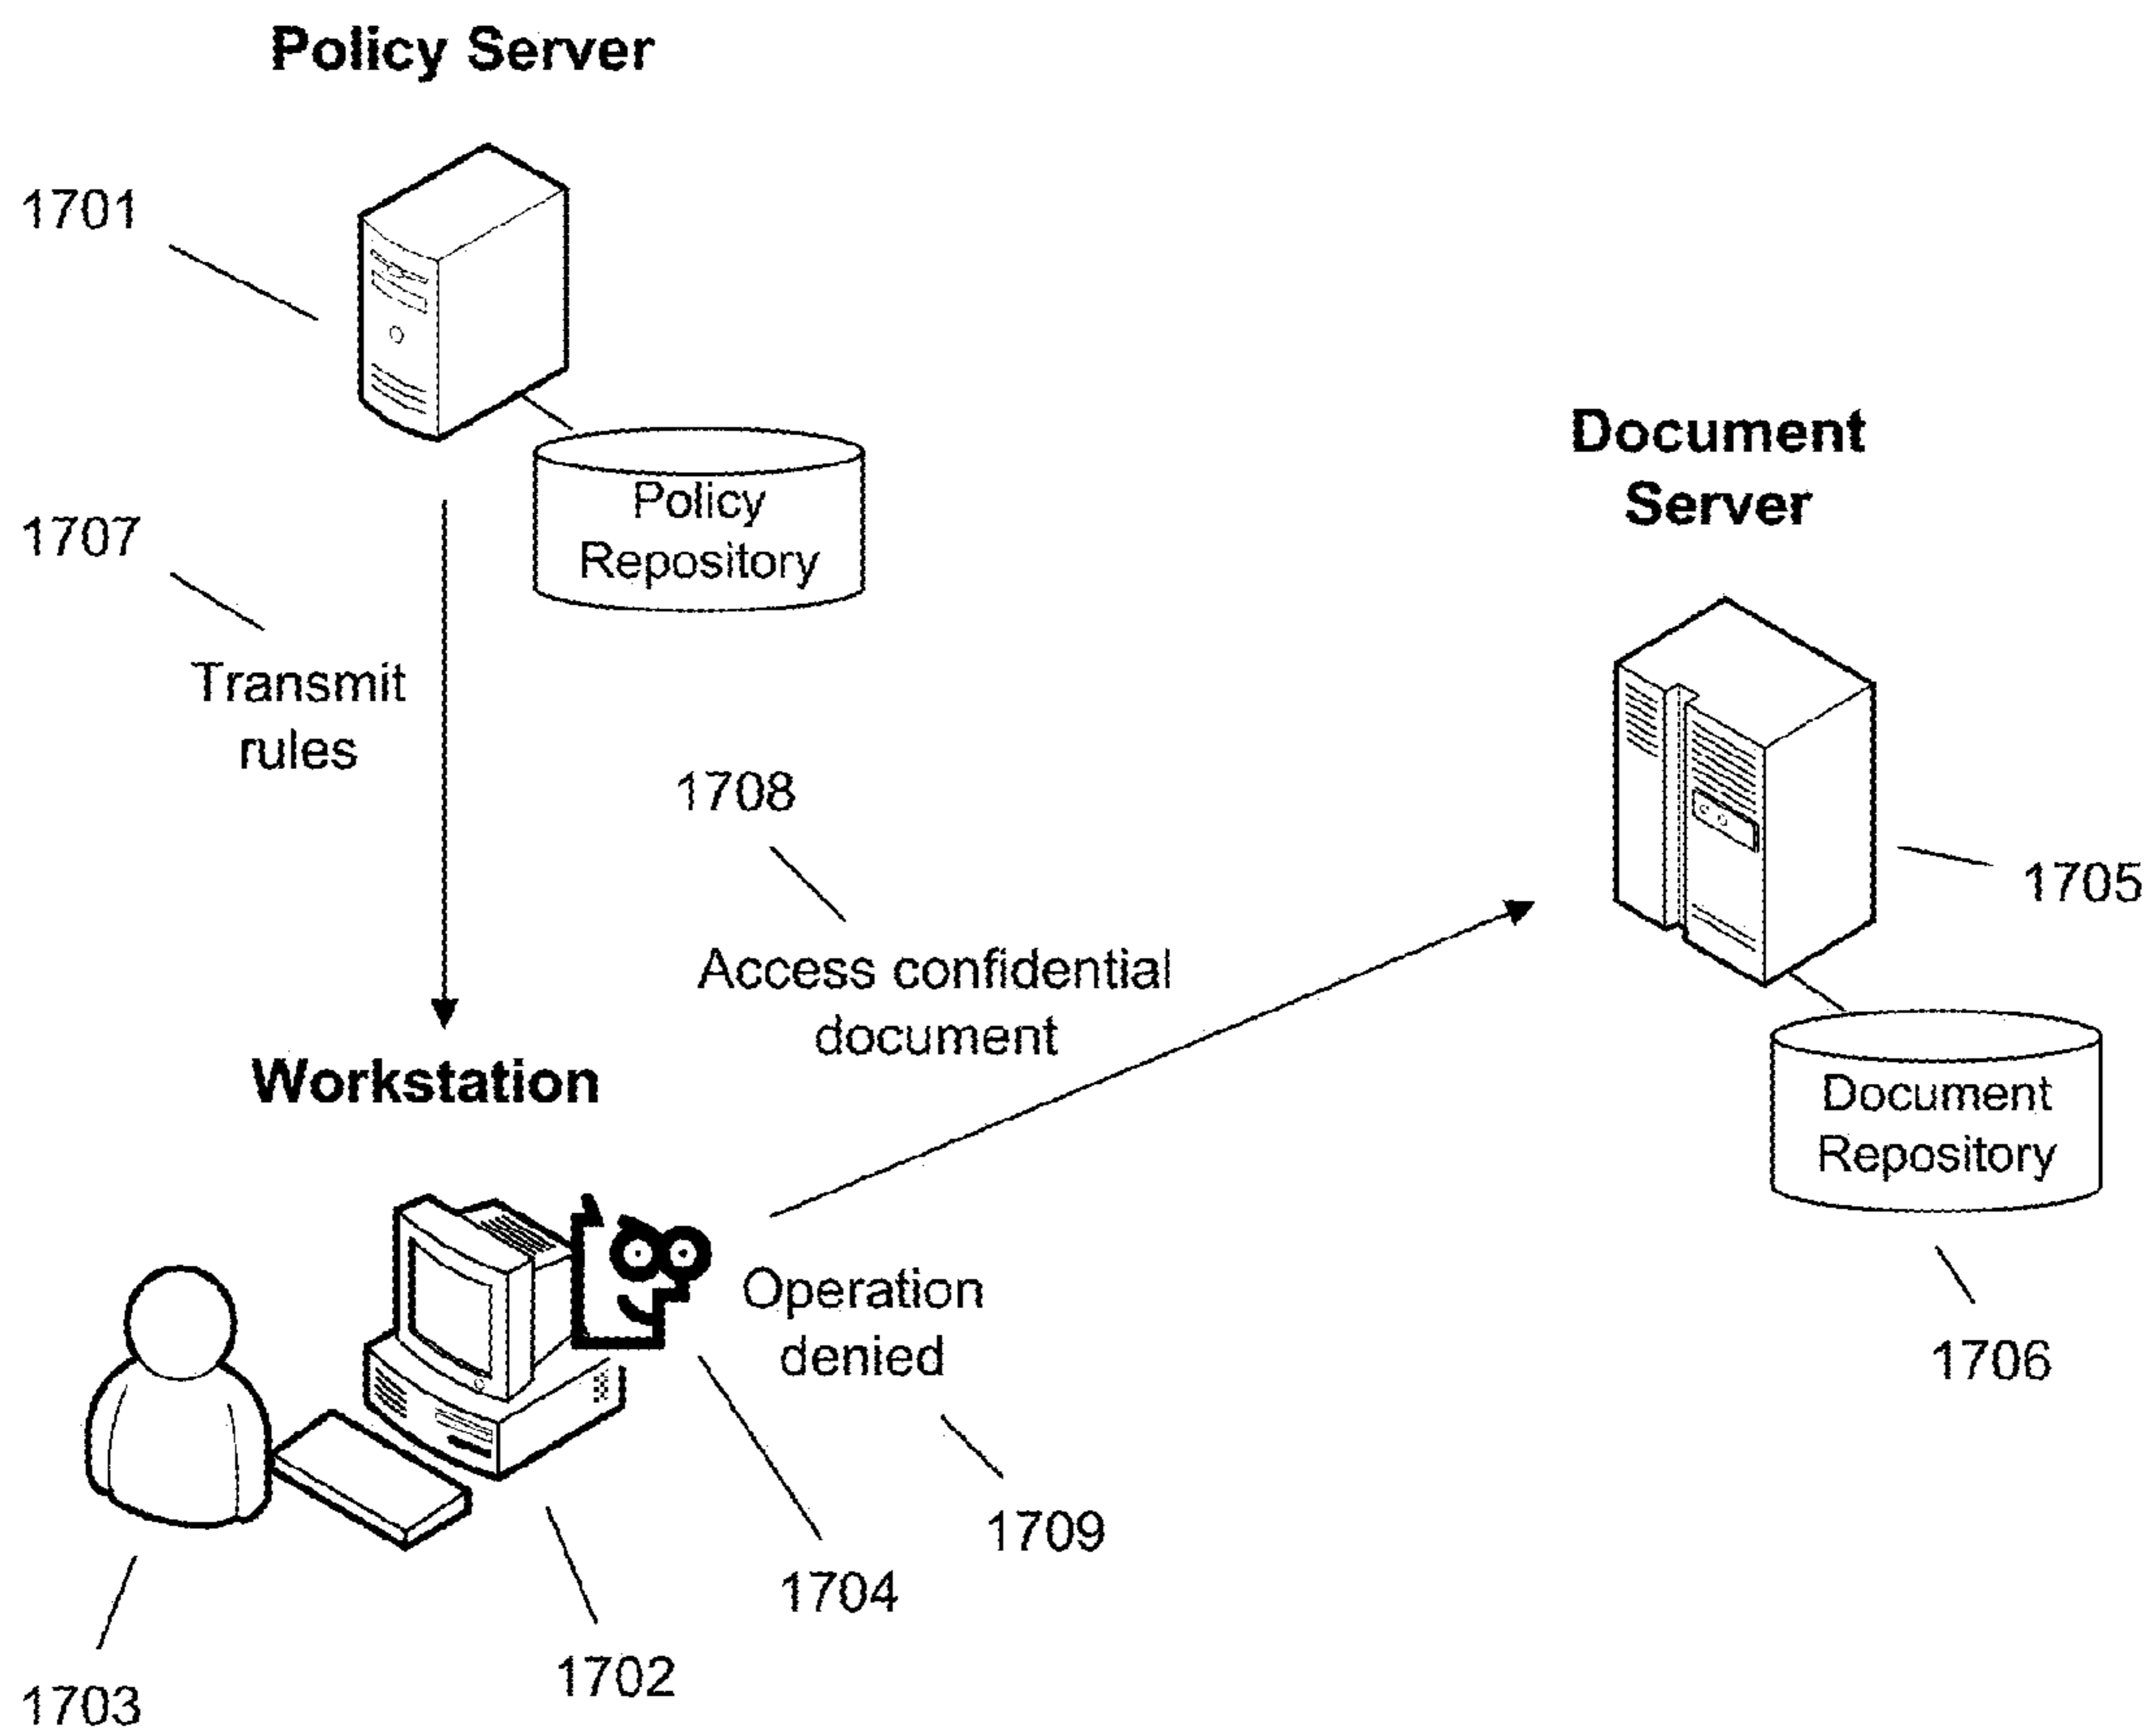 Policy Server
1701
Policy
Repository
1707
Transmit
rules
Document
Server
1705
1708
Access confidential
document
Workstation
Document
Repository
1706
Operation
denied
1709
1704
1702
1703